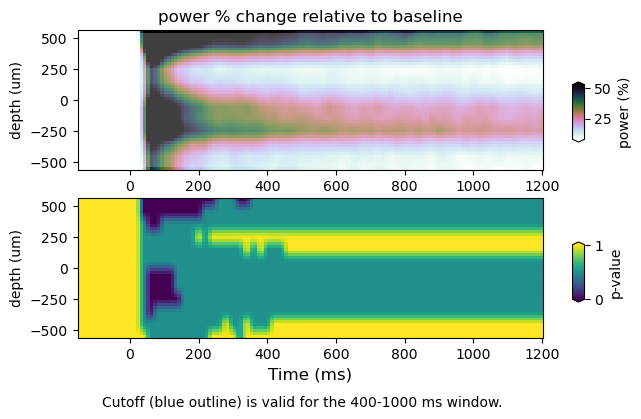 power % change relative to baseline
500
250
0
−250
−500
depth (um)
0 200 400 600 800 1000 1200
50
25
power (%)
500
250
0
−250
−500
depth (um)
0 200 400 600 800 1000 1200
Time (ms)
1
0
p-value
Cutoff (blue outline) is valid for the 400-1000 ms window.